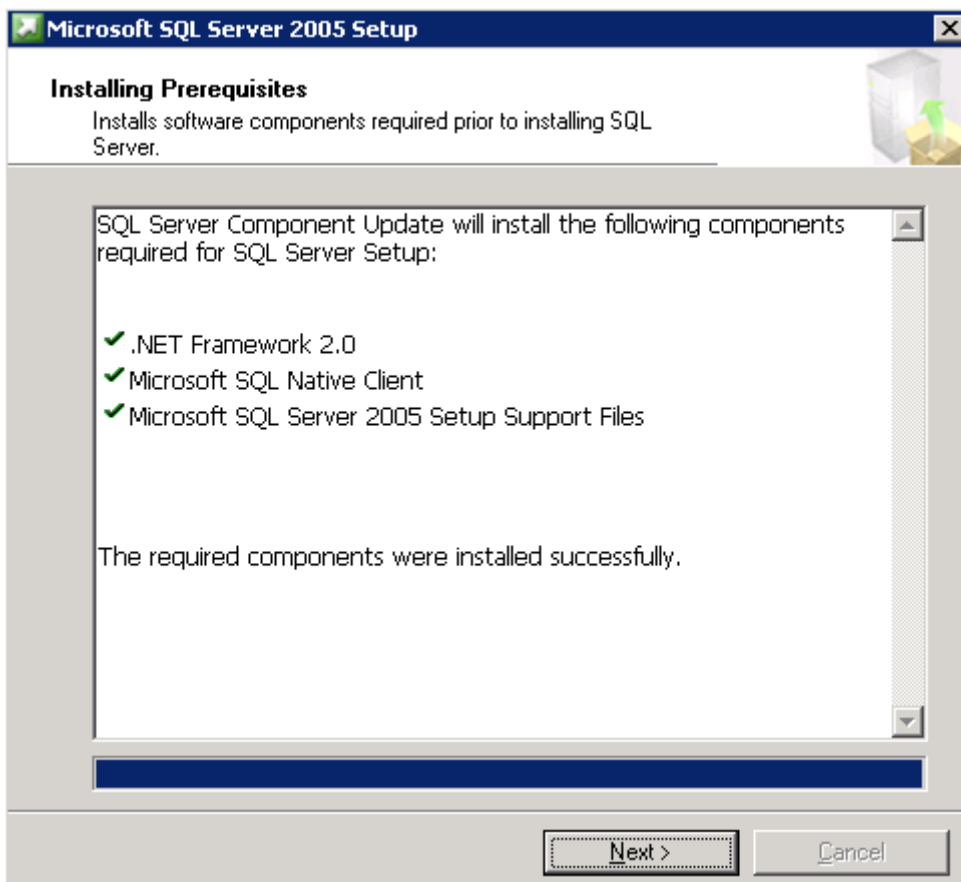 Microsoft SQL Server 2005 Setup
Installing Prerequisites
Installs software components required prior to installing SQL
Server.
SQL Server Component Update will install the following components
required for SQL Server Setup:
.NET Framework 2.0
Microsoft SQL Native Client
Microsoft SQL Server 2005 Setup Support Files
The required components were installed successfully.
Next >
Cancel